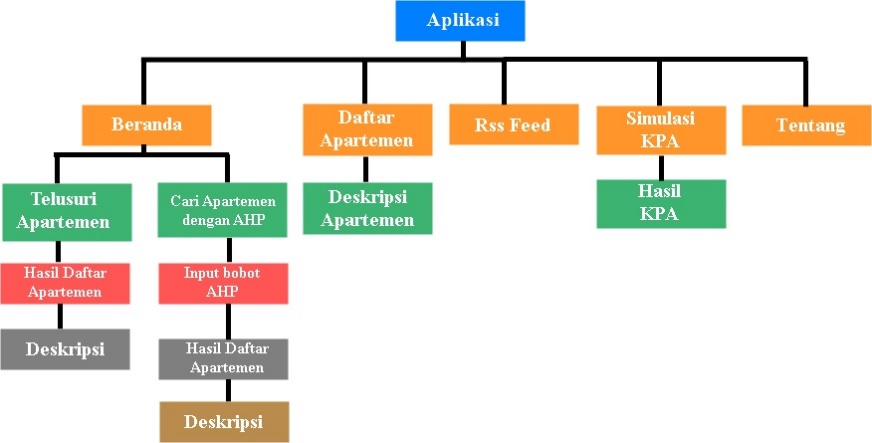 Aplikasi
Beranda
Daftar
Apartemen
Rss Feed
Simulasi
KPA
Tentang
Telusuri
Apartemen
Cari Apartemen
dengan AHP
Deskripsi
Apartemen
Hasil
KPA
Hasil Daftar
Apartemen
Input bobot
AHP
Deskripsi
Hasil Daftar
Apartemen
Deskripsi